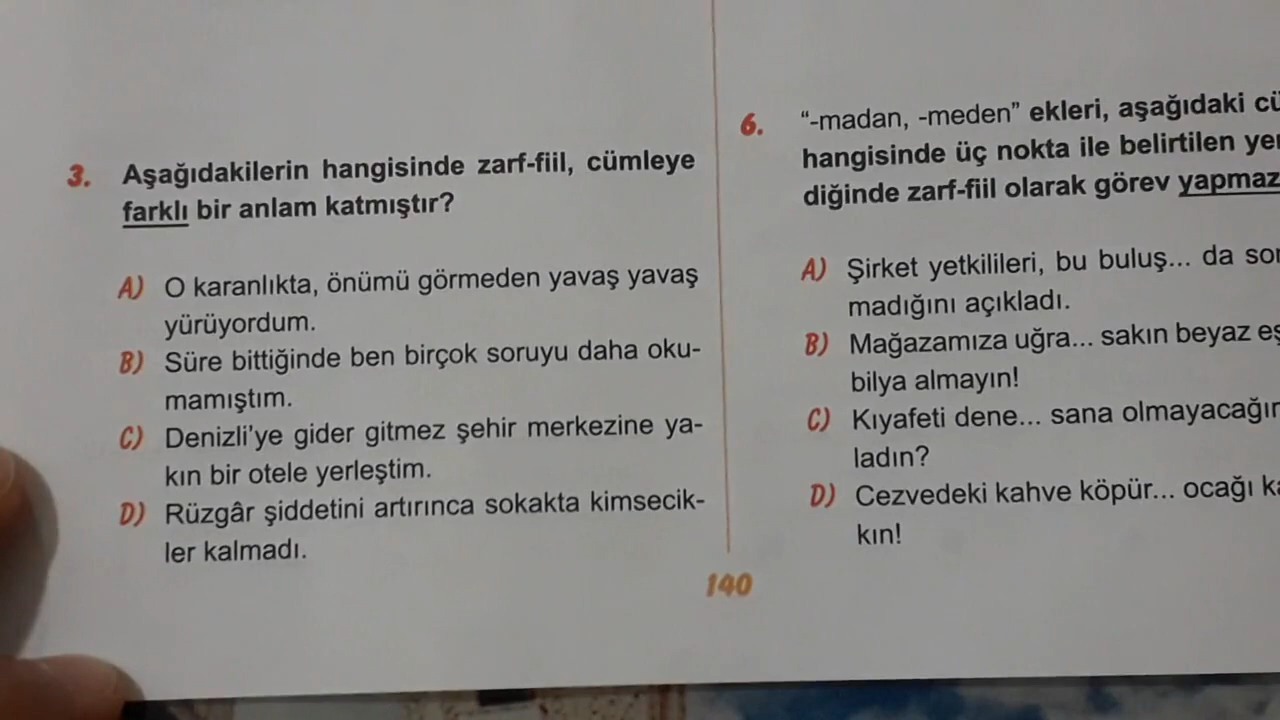 3. Aşağıdakilerin hangisinde zarf-fiil, cümleye
farklı bir anlam katmıştır?
A) O karanlıkta, önümü görmeden yavaş yavaş
yürüyordum.
B) Süre bittiğinde ben birçok soruyu daha oku-
mamıştım.
C) Denizli'ye gider gitmez şehir merkezine ya-
kın bir otele yerleştim.
D) Rüzgâr şiddetini artırınca sokakta kimsecik-
ler kalmadı.
6. "-madan, -meden" ekleri, aşağıdaki
hangisinde üç nokta ile belirtilen
diğinde zarf-fiil olarak görev yapmaz
A) Şirket yetkilileri, bu buluş... da
madığını açıkladı.
B) Mağazamıza uğra... sakın beyaz
bilya almayın!
C) Kıyafeti dene... sana
ladın?
D) Cezvedeki kahve köpür... ocağı
kın!
140